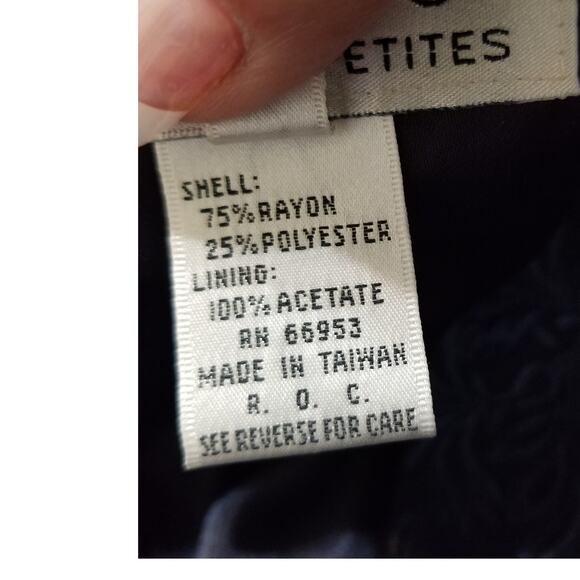 ETITES
SHELL:
75% RAYON
25% POLYESTER
LINING:
100% ACETATE
RN 66953
MADE IN TAIWAN
R. O. C.
SEE REVERSE FOR CARE